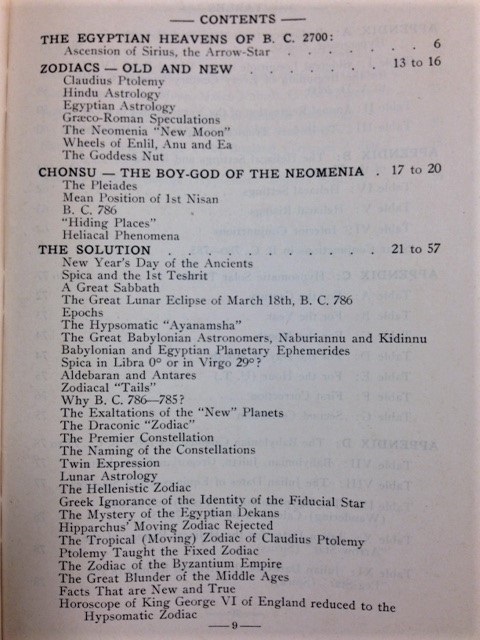 CONTENTS
THE EGYPTIAN HEAVENS OF B. C. 2700:
Ascension of Sirius, the Arrow-Star . . . . . . . 6
ZODIACS — OLD AND NEW . . . . . . . 13 to 16
Claudius Ptolemy
Hindu Astrology
Egyptian Astrology
Græco-Roman Speculations
The Neomenia "New Moon"
Wheels of Enlil, Anu and Ea
The Goddess Nut
CHONSU — THE BOY-GOD OF THE NEOMENIA . 17 to 20
The Pleiades
Mean Position of 1st Nisan
B. C. 786
"Hiding Places"
Heliacal Phenomena
THE SOLUTION . . . . . . . . . . . 21 to 57
New Year's Day of the Ancients
Spica and the 1st Teshrit
A Great Sabbath
The Great Lunar Eclipse of March 18th, B. C. 786
Epochs
The Hypsomatic "Ayanamsha"
The Great Babylonian Astronomers, Naburiannu and Kidinnu
Babylonian and Egyptian Planetary Ephemerides
Spica in Libra 0° or in Virgo 29°?
Aldebaran and Antares
Zodiacal "Tails"
Why B. C. 786—785?
The Exaltations of the "New" Planets
The Draconic "Zodiac"
The Premier Constellation
The Naming of the Constellations
Twin Expression
Lunar Astrology
The Hellenistic Zodiac
Greek Ignorance of the Identity of the Fiducial Star
The Mystery of the Egyptian Dekans
Hipparchus' Moving Zodiac Rejected
The Tropical (Moving) Zodiac of Claudius Ptolemy
Ptolemy Taught the Fixed Zodiac
The Zodiac of the Byzantium Empire
The Great Blunder of the Middle Ages
Facts That are New and True
Horoscope of King George VI of England reduced to the
Hypsomatic Zodiac
— 9 —